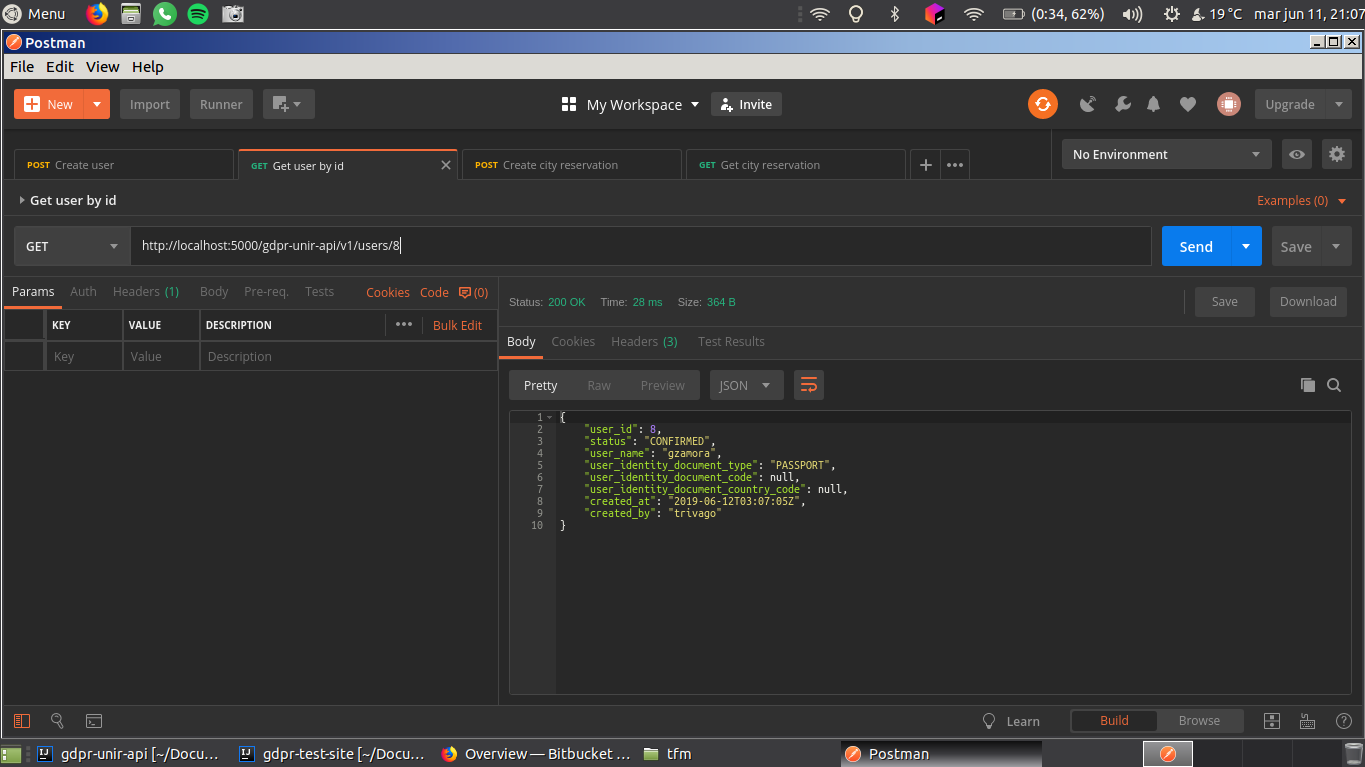 Menu (0:34, 62%) 19 °C mar jun 11, 21:07
Postman
File Edit View Help
New Import Runner My Workspace Invite Upgrade
POST Create user GET Get user by id POST Create city reservation GET Get city reservation No Environment
Get user by id Examples (0)
GET http://localhost:5000/gdpr-unir-api/v1/users/8 Send Save
Params Auth Headers (1) Body Pre-req. Tests Cookies Code (0)
KEY VALUE DESCRIPTION Bulk Edit
Key Value Description
Status: 200 OK Time: 28 ms Size: 364 B Save Download
Body Cookies Headers (3) Test Results
Pretty Raw Preview JSON
1 {
2 "user_id": 8,
3 "status": "CONFIRMED",
4 "user_name": "gzamora",
5 "user_identity_document_type": "PASSPORT",
6 "user_identity_document_code": null,
7 "user_identity_document_country_code": null,
8 "created_at": "2019-06-12T03:07:05Z",
9 "created_by": "trivago"
10 }
Learn Build Browse
gdpr-unir-api [~/Docu... gdpr-test-site [~/Docu... Overview — Bitbucket ... tfm Postman